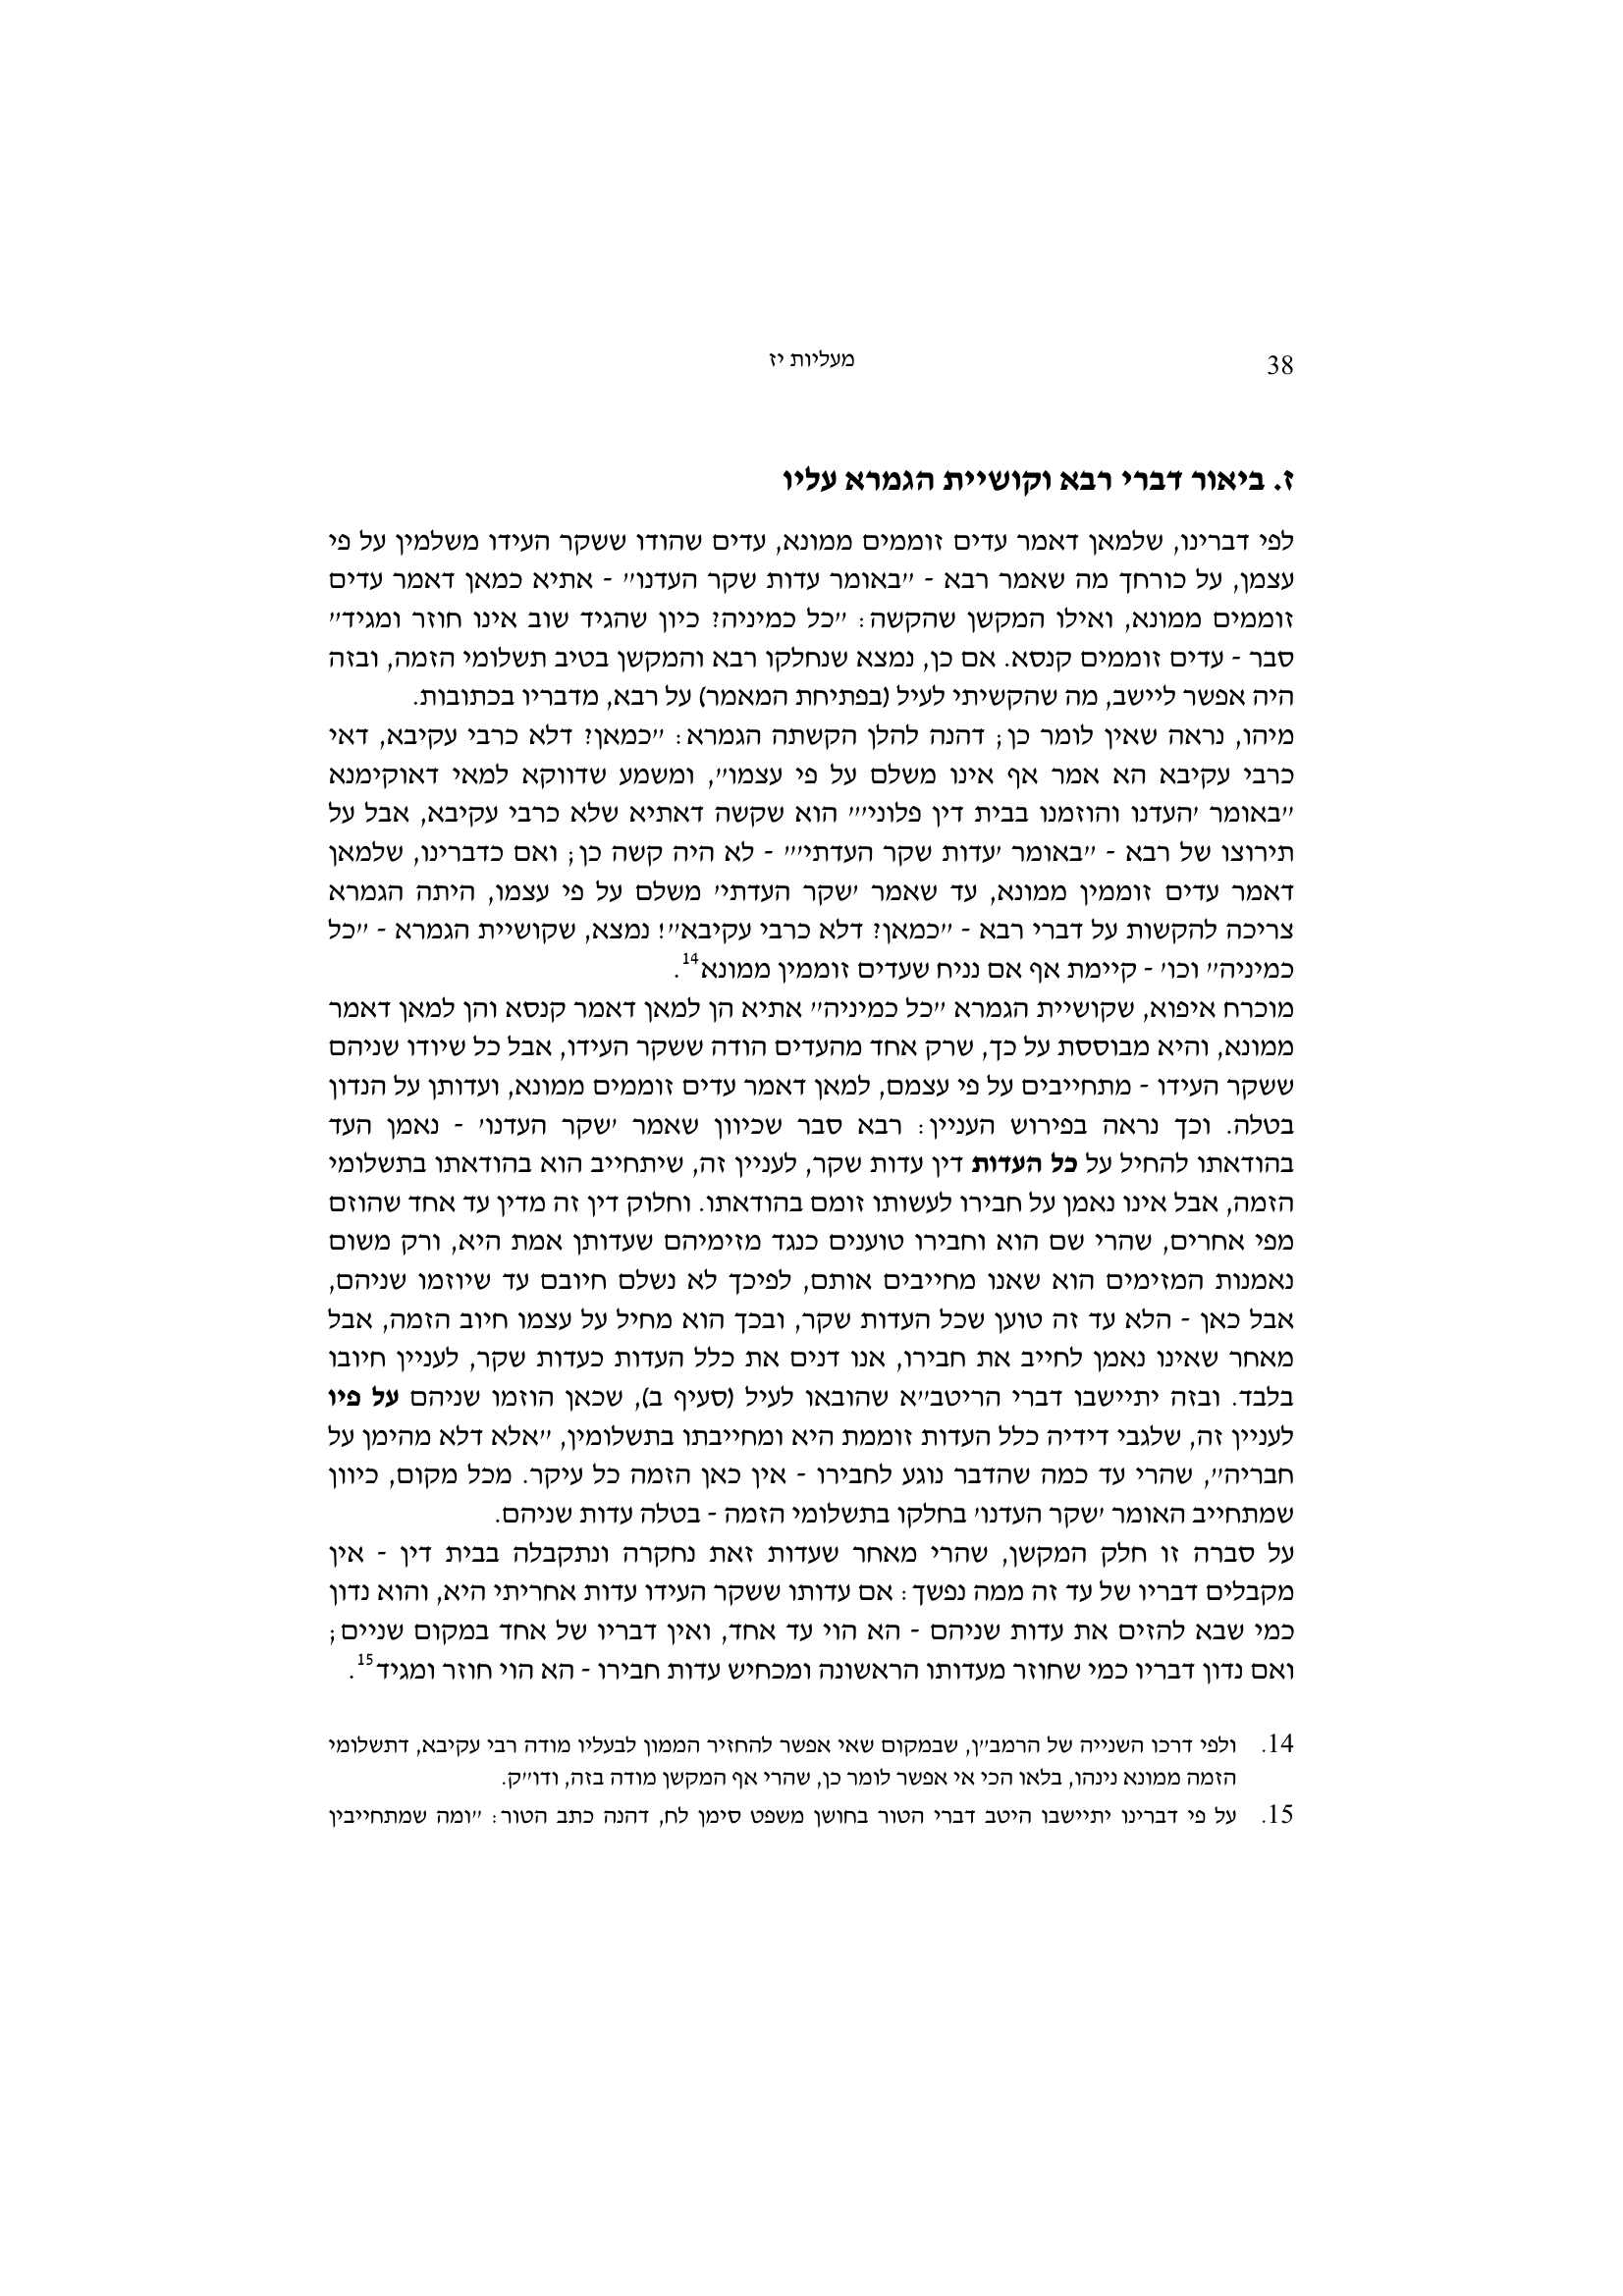 38
מעליות יז
ז. ביאור דברי רבא וקושיית הגמרא עליו
לפי דברינו, שלמאן דאמר עדים זוממים ממונא, עדים שהודו ששקר העידו משלמין על פי
עצמן, על כורחך מה שאמר רבא - ״באומר עדות שקר העדנו״ - אתיא כמאן דאמר עדים
זוממים ממונא, ואילו המקשן שהקשה: ״כל כמיניה? כיון שהגיד שוב אינו חוזר ומגיד״
סבר - עדים זוממים קנסא. אם כן, נמצא שנחלקו רבא והמקשן בטיב תשלומי הזמה, ובזה
היה אפשר ליישב, מה שהקשיתי לעיל (בפתיחת המאמר) על רבא, מדבריו בכתובות.
מיהו, נראה שאין לומר כן; דהנה להלן הקשתה הגמרא: ״כמאן? דלא כרבי עקיבא, דאי
כרבי עקיבא הא אמר אף אינו משלם על פי עצמו״, ומשמע שדווקא למאי דאוקימנא
״באומר ׳העדנו והוזמנו בבית דין פלוני׳״ הוא שקשה דאתיא שלא כרבי עקיבא, אבל על
תירוצו של רבא - ״באומר ׳עדות שקר העדתי׳״ - לא היה קשה כן; ואם כדברינו, שלמאן
דאמר עדים זוממין ממונא, עד שאמר ׳שקר העדתי׳ משלם על פי עצמו, היתה הגמרא
צריכה להקשות על דברי רבא - ״כמאן? דלא כרבי עקיבא״! נמצא, שקושיית הגמרא - ״כל
כמיניה״ וכו׳ - קיימת אף אם נניח שעדים זוממין ממונא14.
מוכרח איפוא, שקושיית הגמרא ״כל כמיניה״ אתיא הן למאן דאמר קנסא והן למאן דאמר
ממונא, והיא מבוססת על כך, שרק אחד מהעדים הודה ששקר העידו, אבל כל שיודו שניהם
ששקר העידו - מתחייבים על פי עצמם, למאן דאמר עדים זוממים ממונא, ועדותן על הנדון
בטלה. וכך נראה בפירוש העניין: רבא סבר שכיוון שאמר ׳שקר העדנו׳ - נאמן העד
בהודאתו להחיל על כל העדות דין עדות שקר, לעניין זה, שיתחייב הוא בהודאתו בתשלומי
הזמה, אבל אינו נאמן על חבירו לעשותו זומם בהודאתו. וחלוק דין זה מדין עד אחד שהוזם
מפי אחרים, שהרי שם הוא וחבירו טוענים כנגד מזימיהם שעדותן אמת היא, ורק משום
נאמנות המזימים הוא שאנו מחייבים אותם, לפיכך לא נשלם חיובם עד שיוזמו שניהם,
אבל כאן - הלא עד זה טוען שכל העדות שקר, ובכך הוא מחיל על עצמו חיוב הזמה, אבל
מאחר שאינו נאמן לחייב את חבירו, אנו דנים את כלל העדות כעדות שקר, לעניין חיובו
בלבד. ובזה יתיישבו דברי הריטב״א שהובאו לעיל (סעיף ב), שכאן הוזמו שניהם על פיו
לעניין זה, שלגבי דידיה כלל העדות זוממת היא ומחייבתו בתשלומין, ״אלא דלא מהימן על
חבריה״, שהרי עד כמה שהדבר נוגע לחבירו - אין כאן הזמה כל עיקר. מכל מקום, כיוון
שמתחייב האומר ׳שקר העדנו׳ בחלקו בתשלומי הזמה - בטלה עדות שניהם.
על סברה זו חלק המקשן, שהרי מאחר שעדות זאת נחקרה ונתקבלה בבית דין - אין
מקבלים דבריו של עד זה ממה נפשך: אם עדותו ששקר העידו עדות אחריתי היא, והוא נדון
כמי שבא להזים את עדות שניהם - הא הוי עד אחד, ואין דבריו של אחד במקום שניים;
ואם נדון דבריו כמי שחוזר מעדותו הראשונה ומכחיש עדות חבירו - הא הוי חוזר ומגיד15.
14. ולפי דרכו השנייה של הרמב״ן, שבמקום שאי אפשר להחזיר הממון לבעליו מודה רבי עקיבא, דתשלומי
הזמה ממונא נינהו, בלאו הכי אי אפשר לומר כן, שהרי אף המקשן מודה בזה, ודו״ק.
15. על פי דברינו יתיישבו היטב דברי הטור בחושן משפט סימן לח, דהנה כתב הטור: ״ומה שמתחייבין